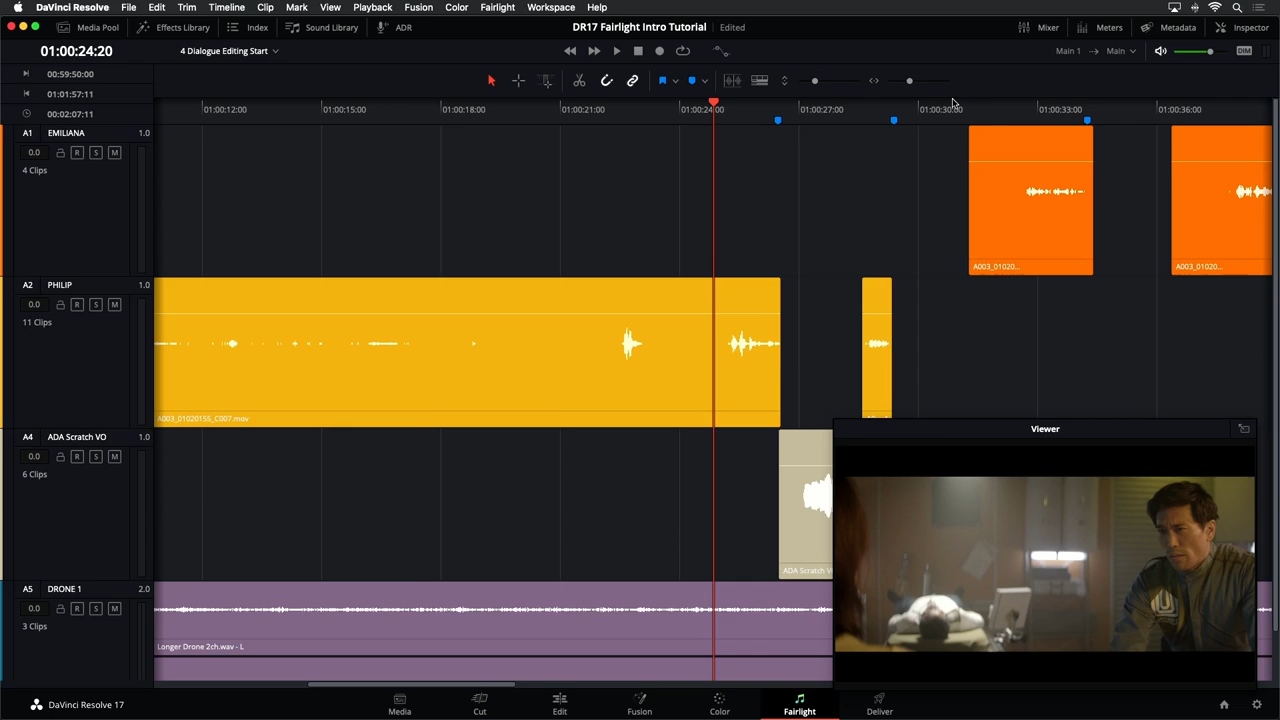 DaVinci Resolve File Edit Trim Timeline Clip Mark View Playback Fusion Color Fairlight Workspace Help
Media Pool Effects Library Index Sound Library ADR DR17 Fairlight Intro Tutorial Edited Mixer Meters Metadata Inspector
01:00:24:20 4 Dialogue Editing Start Main 1 Main DIM
00:59:50:00
01:01:57:11
00:02:07:11
01:00:12:00 01:00:15:00 01:00:18:00 01:00:21:00 01:00:24:00 01:00:27:00 01:00:30:00 01:00:33:00 01:00:36:00
A1 EMILIANA 1.0
0.0 R S M
4 Clips
A003_01020... A003_01020...
A2 PHILIP 1.0
0.0 R S M
11 Clips
A003_01020155_C007.mov
A4 ADA Scratch VO 1.0
0.0 R S M
6 Clips
ADA Scratch V
Viewer
A5 DRONE 1 2.0
0.0 R S M
3 Clips
Longer Drone 2ch.wav - L
DaVinci Resolve 17 Media Cut Edit Fusion Color Fairlight Deliver